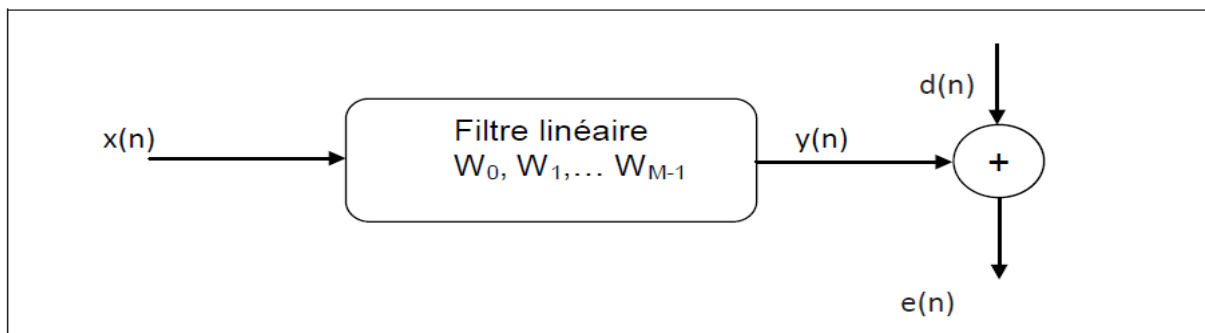 d(n)
x(n)
Filtre linéaire
W0, W1,... WM-1
y(n)
+
e(n)